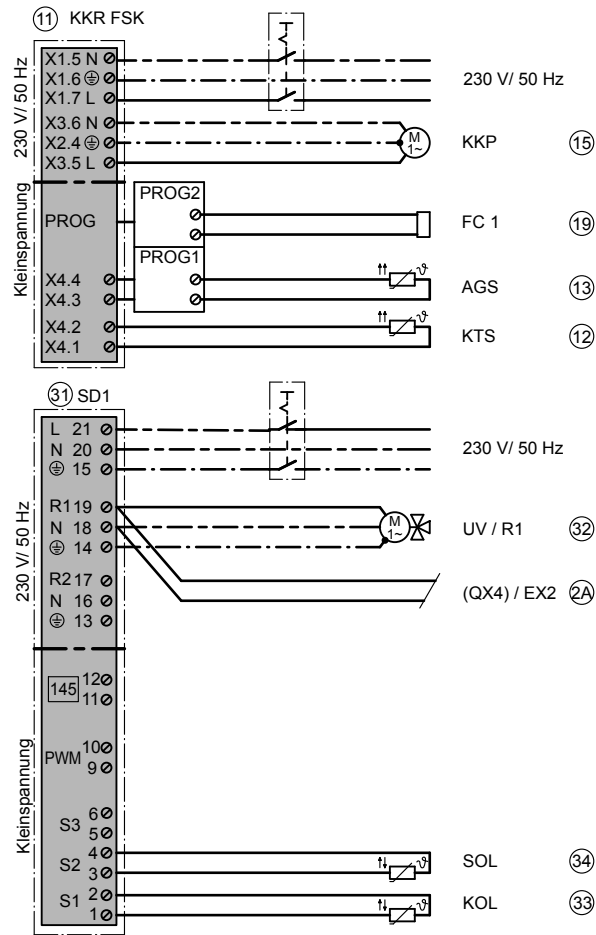 11 KKR FSK
X1.5 N
X1.6
X1.7 L
230 V/ 50 Hz
230 V/ 50 Hz
X3.6 N
X2.4
X3.5 L
M
1~
KKP 15
Kleinspannung
PROG
PROG2
FC 1 19
PROG1
X4.4
X4.3
ϑ
AGS 13
X4.2
X4.1
ϑ
KTS 12
31 SD1
L 21
N 20
15
230 V/ 50 Hz
230 V/ 50 Hz
R1 19
N 18
14
M
1~
UV / R1 32
R2 17
N 16
13
(QX4) / EX2 2A
Kleinspannung
145
12
11
PWM
10
9
S3
6
5
S2
4
3
ϑ
SOL 34
S1
2
1
ϑ
KOL 33